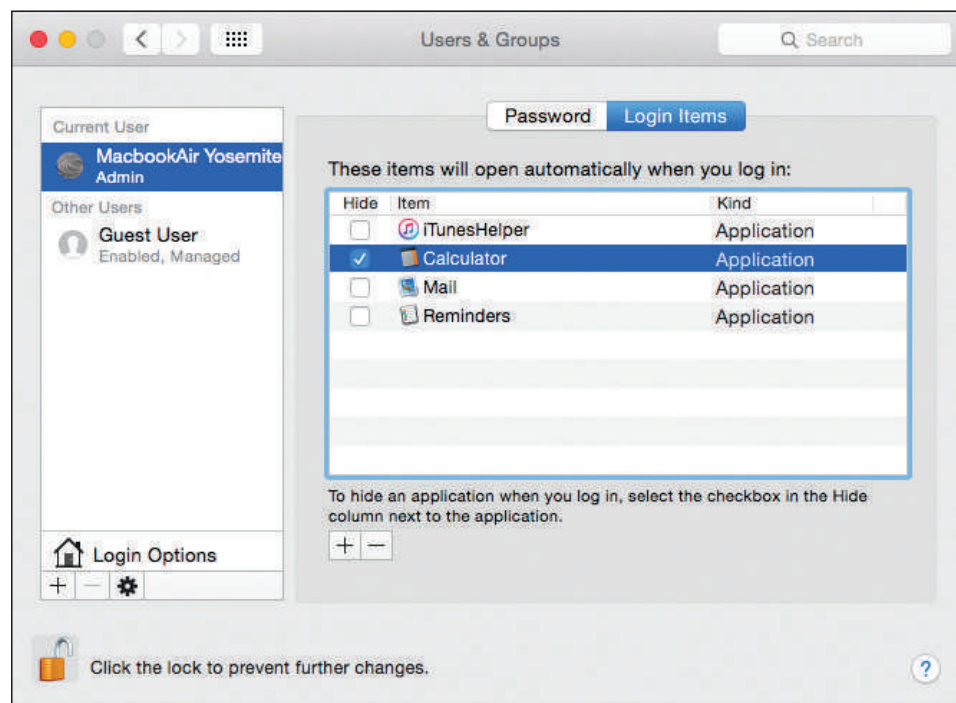 Users & Groups
Search
Current User
MacbookAir Yosemite
Admin
Other Users
Guest User
Enabled, Managed
Login Options
Password
Login Items
These items will open automatically when you log in:
Hide Item Kind
iTunesHelper Application
Calculator Application
Mail Application
Reminders Application
To hide an application when you log in, select the checkbox in the Hide
column next to the application.
Click the lock to prevent further changes.